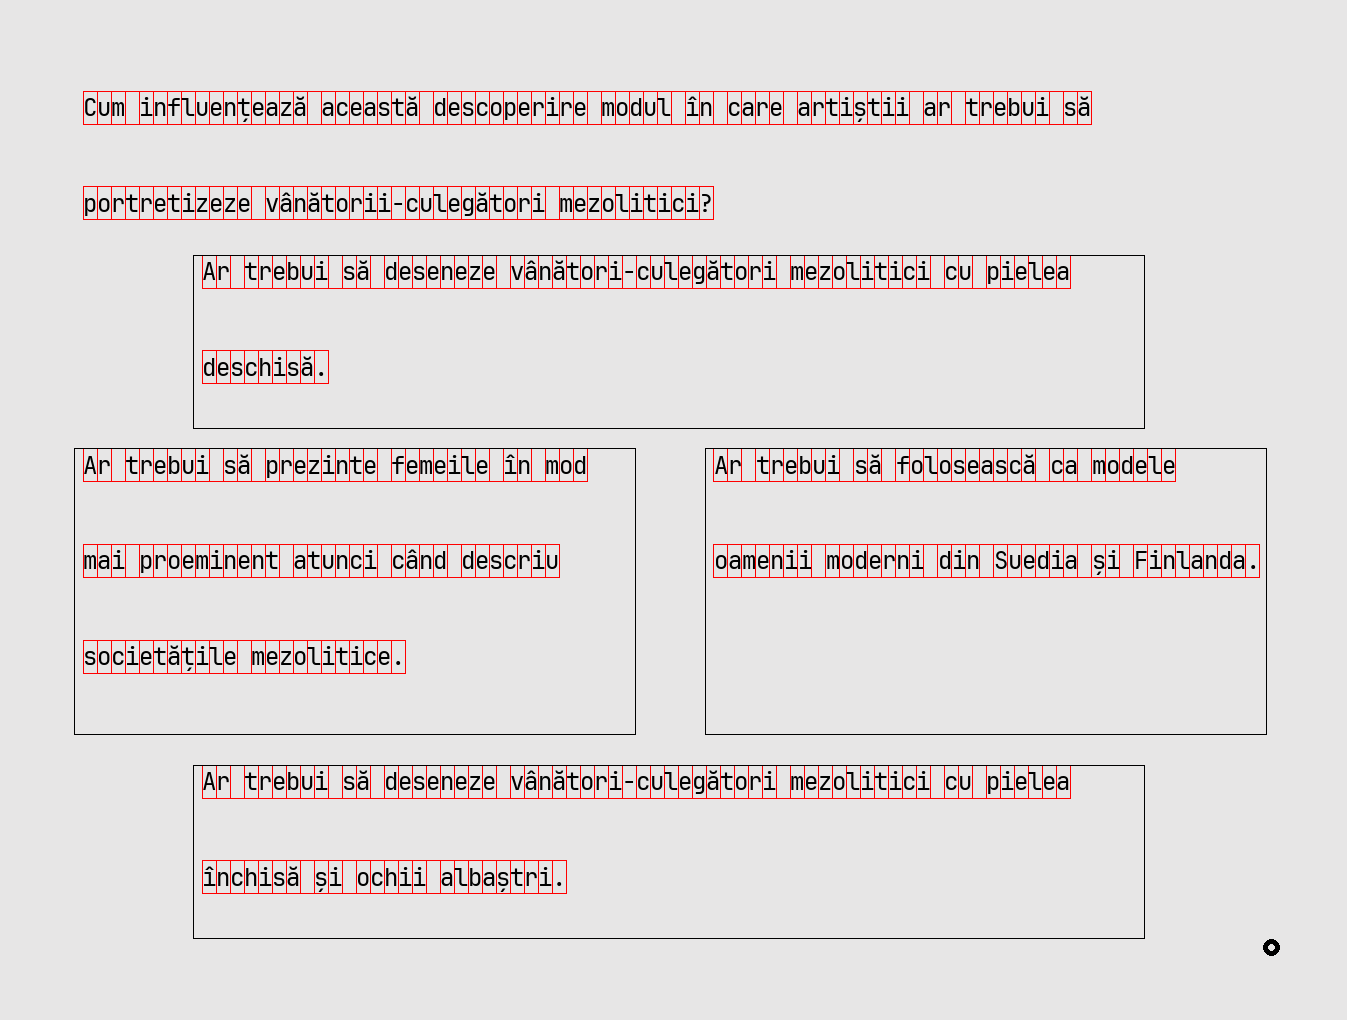 Cum influențează această descoperire modul în care artiștii ar trebui să
portretizeze vânătorii-culegători mezolitici?
Ar trebui să deseneze vânători-culegători mezolitici cu pielea
deschisă.
Ar trebui să prezinte femeile în mod
mai proeminent atunci când descriu
societățile mezolitice.
Ar trebui să folosească ca modele
oamenii moderni din Suedia și Finlanda.
Ar trebui să deseneze vânători-culegători mezolitici cu pielea
închisă și ochii albaștri.